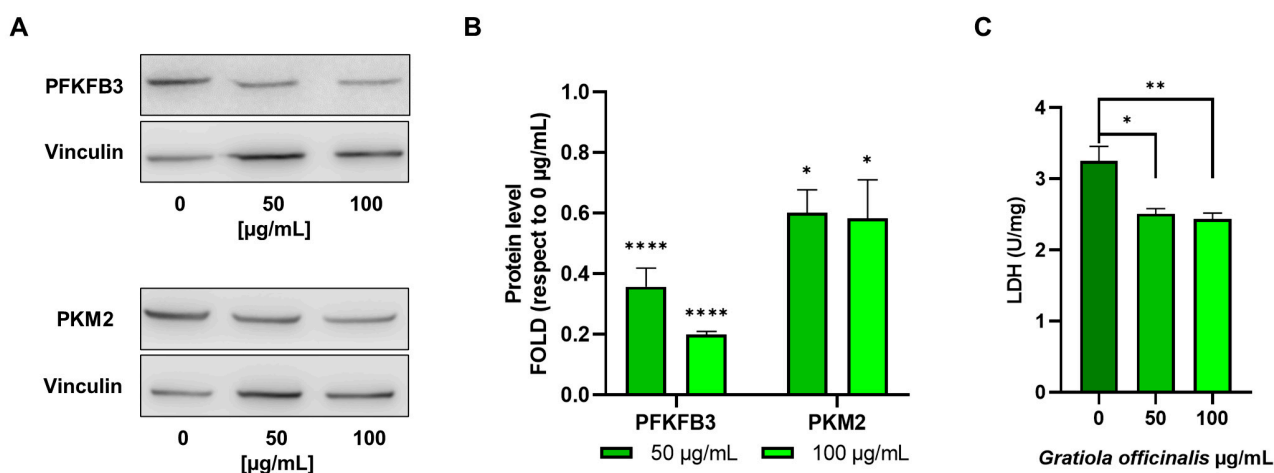 A
PFKFB3
Vinculin
0 50 100
[µg/mL]
PKM2
Vinculin
0 50 100
[µg/mL]
B
Protein level
FOLD (respect to 0 µg/mL)
1.0
0.8
0.6
0.4
0.2
0.0
**** **** * *
PFKFB3 PKM2
50 µg/mL 100 µg/mL
C
LDH (U/mg)
4
3
2
1
0
**
*
0 50 100
Gratiola officinalis µg/mL